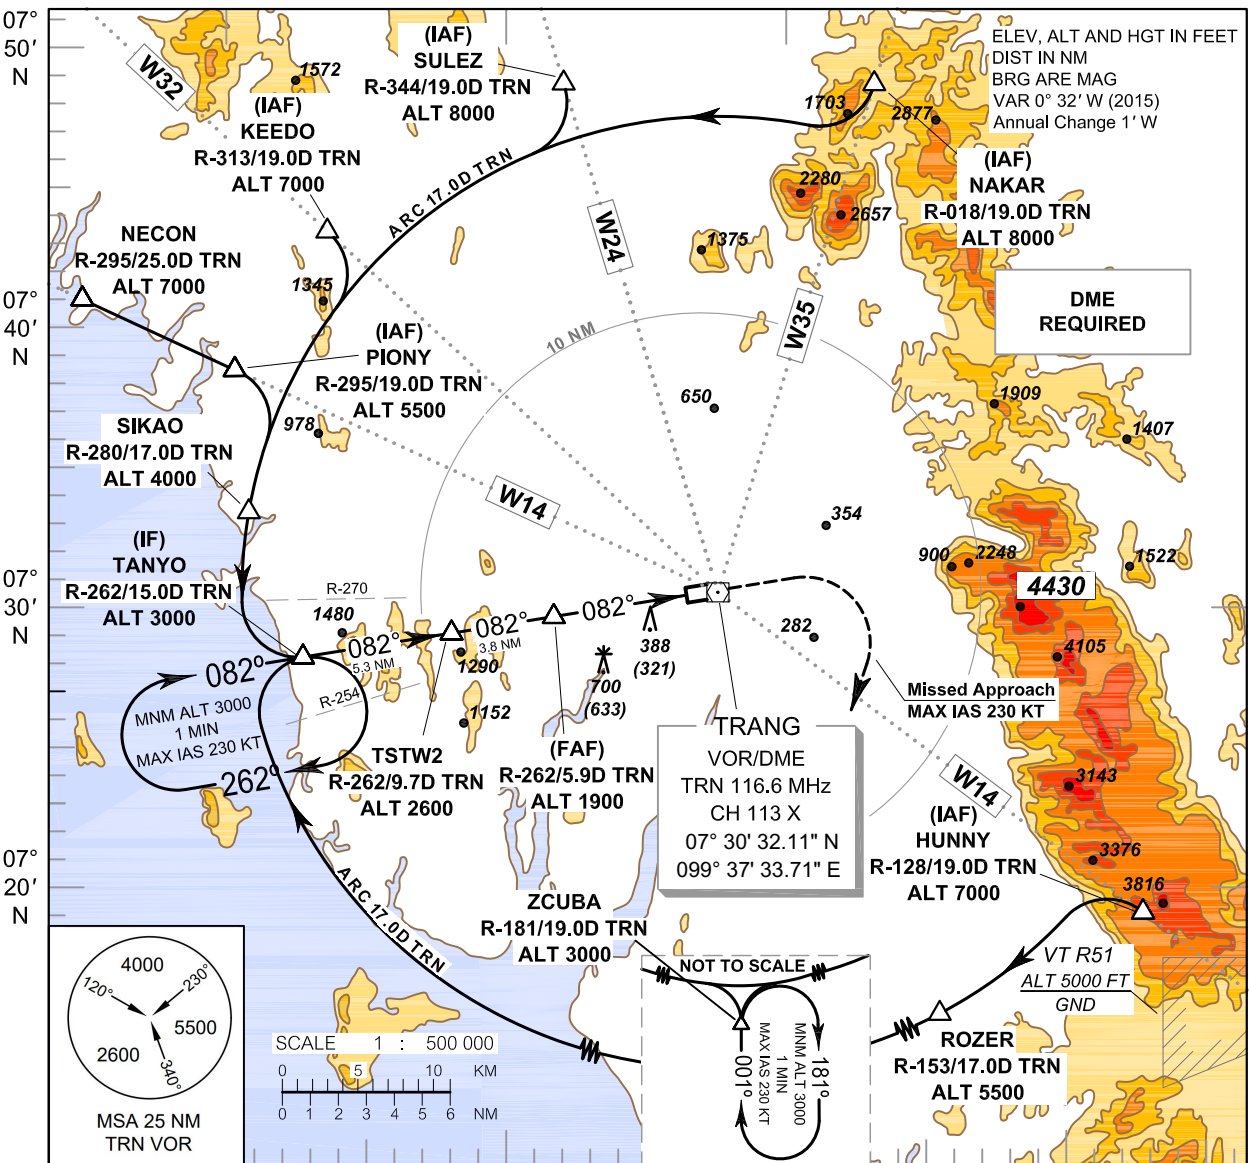 07°
50'
N
07°
40'
N
07°
30'
N
07°
20'
N
ELEV, ALT AND HGT IN FEET
DIST IN NM
BRG ARE MAG
VAR 0° 32' W (2015)
Annual Change 1' W
(IAF)
SULEZ
R-344/19.0D TRN
ALT 8000
W32
1572
(IAF)
KEEDO
R-313/19.0D TRN
ALT 7000
1703
2877
(IAF)
NAKAR
R-018/19.0D TRN
ALT 8000
ARC 17.0D TRN
2280
2657
1375
W24
W35
NECON
R-295/25.0D TRN
ALT 7000
1345
DME
REQUIRED
(IAF)
PIONY
R-295/19.0D TRN
ALT 5500
10 NM
650
1909
1407
978
SIKAO
R-280/17.0D TRN
ALT 4000
W14
354
900
2248
1522
4430
(IF)
TANYO
R-262/15.0D TRN
ALT 3000
R-270
1480
082°
5.3 NM
082°
3.8 NM
082°
1290
388
(321)
282
4105
R-254
1152
700
(633)
082°
MNM ALT 3000
1 MIN
MAX IAS 230 KT
262°
Missed Approach
MAX IAS 230 KT
TSTW2
R-262/9.7D TRN
ALT 2600
(FAF)
R-262/5.9D TRN
ALT 1900
TRANG
VOR/DME
TRN 116.6 MHz
CH 113 X
07° 30' 32.11" N
099° 37' 33.71" E
W14
3143
(IAF)
HUNNY
R-128/19.0D TRN
ALT 7000
3376
3816
ARC 17.0D TRN
ZCUBA
R-181/19.0D TRN
ALT 3000
NOT TO SCALE
001°
MAX IAS 230 KT
1 MIN
MNM ALT 3000
181°
VT R51
ALT 5000 FT
GND
ROZER
R-153/17.0D TRN
ALT 5500
4000
120°
230°
5500
2600
340°
MSA 25 NM
TRN VOR
SCALE 1 : 500 000
0 5 10 KM
0 1 2 3 4 5 6 NM